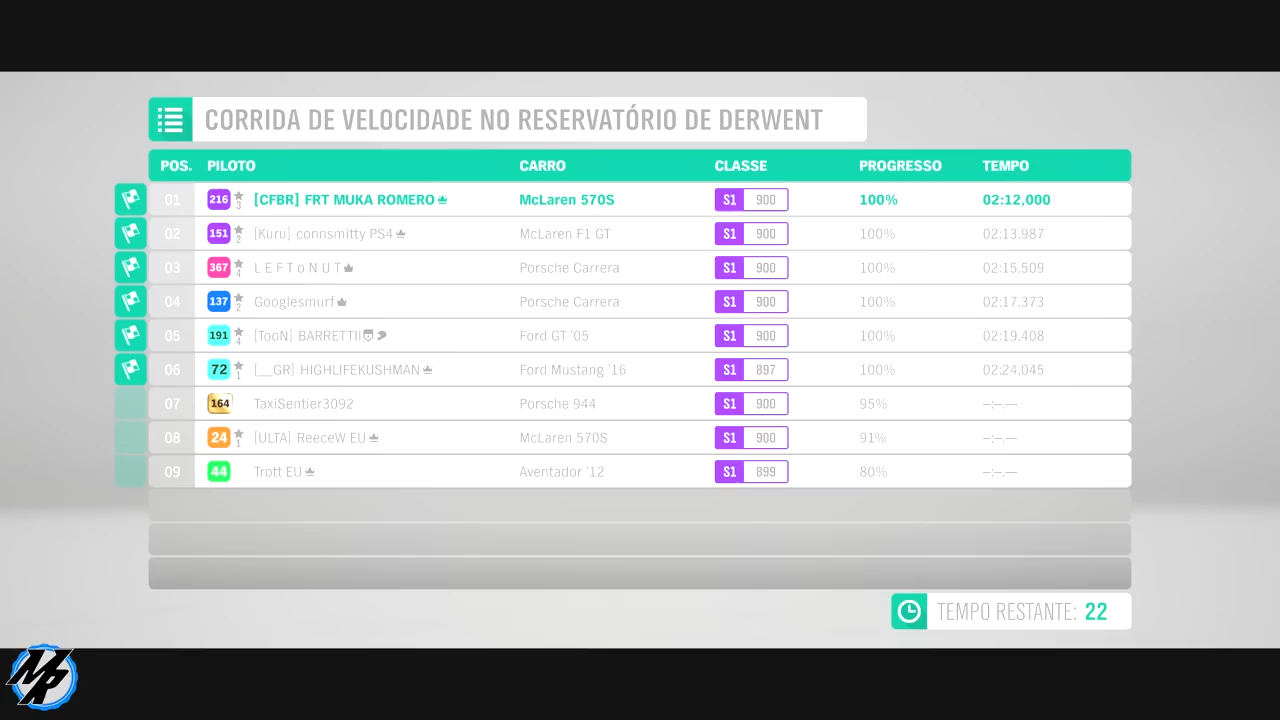 CORRIDA DE VELOCIDADE NO RESERVATÓRIO DE DERWENT
POS. PILOTO CARRO CLASSE PROGRESSO TEMPO
01 216 3 [CFBR] FRT MUKA ROMERO McLaren 570S S1 900 100% 02:12,000
02 151 2 [Kuru] connsmitty PS4 McLaren F1 GT S1 900 100% 02:13.987
03 367 4 L E F T o N U T Porsche Carrera S1 900 100% 02:15.509
04 137 2 Googlesmurf Porsche Carrera S1 900 100% 02:17.373
05 191 4 [TooN] BARRETTII Ford GT '05 S1 900 100% 02:19.408
06 72 1 [__GR] HIGHLIFEKUSHMAN Ford Mustang '16 S1 897 100% 02:24,045
07 164 TaxiSentier3092 Porsche 944 S1 900 95% --:--.---
08 24 1 [ULTA] ReeceW EU McLaren 570S S1 900 91% --:--.---
09 44 Trott EU Aventador '12 S1 899 80% --:--.---
TEMPO RESTANTE: 22
MR